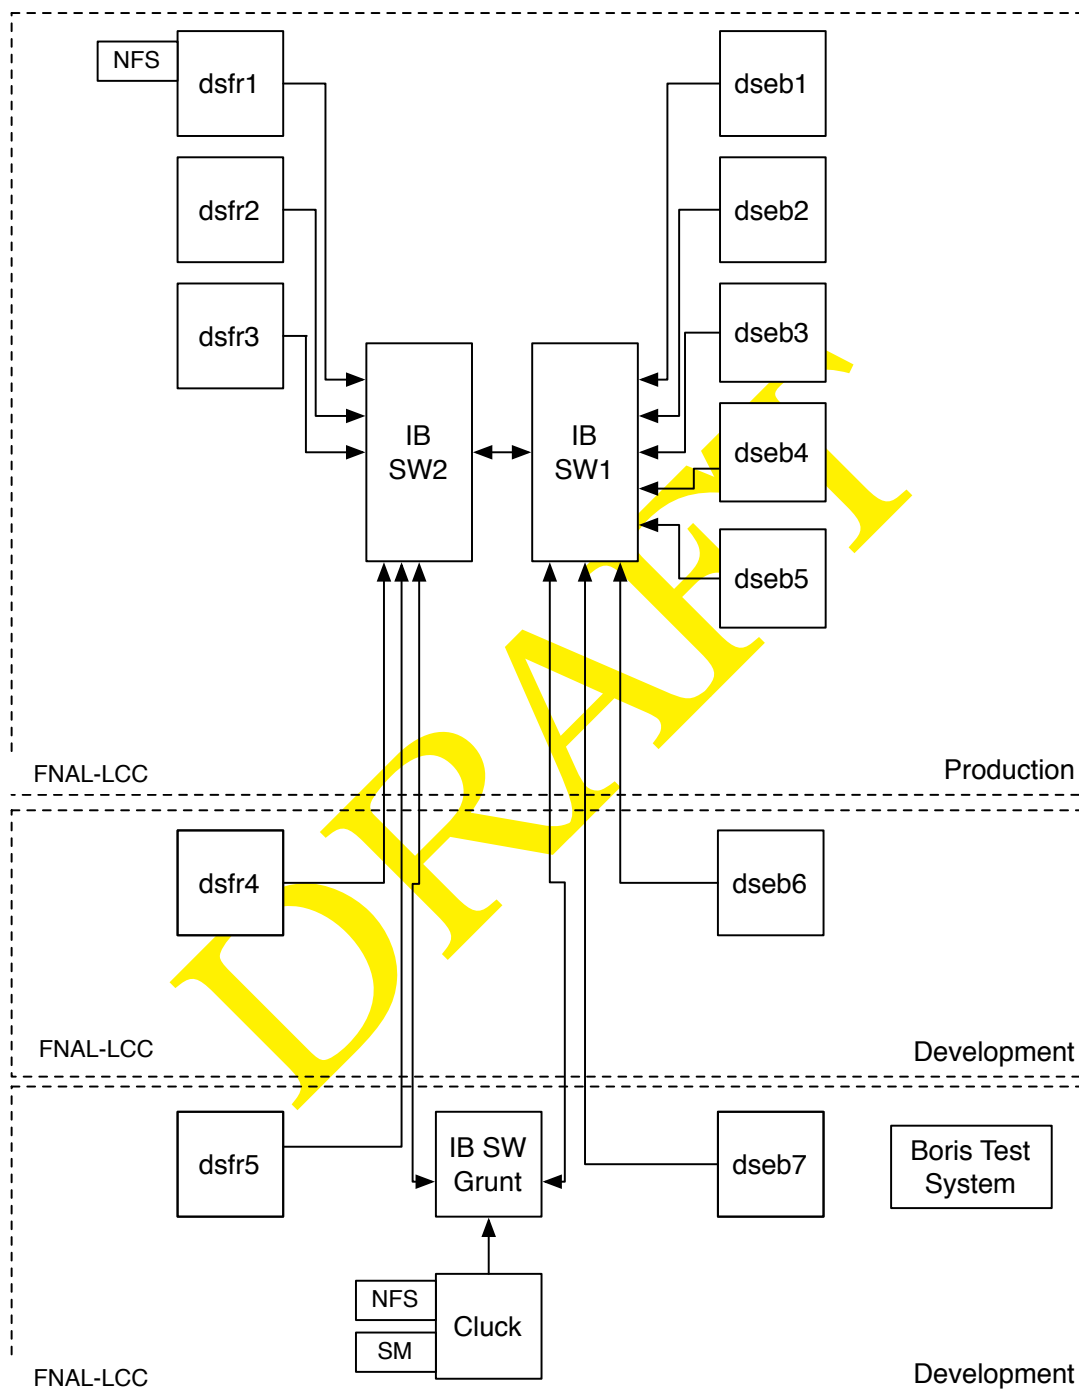 NFS
dsfr1
dseb1
dsfr2
dseb2
dsfr3
dseb3
IB
SW2
IB
SW1
dseb4
dseb5
DRAFT
FNAL-LCC
Production
dsfr4
dseb6
FNAL-LCC
Development
dsfr5
IB SW
Grunt
dseb7
Boris Test
System
NFS
Cluck
SM
FNAL-LCC
Development